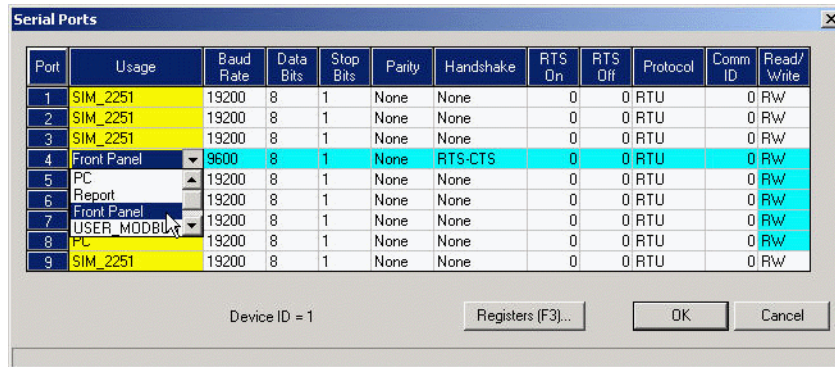 Serial Ports
Port Usage Baud Rate Data Bits Stop Bits Parity Handshake RTS On RTS Off Protocol Comm ID Read/ Write
1 SIM_2251 19200 8 1 None None 0 0 RTU 0 RW
2 SIM_2251 19200 8 1 None None 0 0 RTU 0 RW
3 SIM_2251 19200 8 1 None None 0 0 RTU 0 RW
4 Front Panel 9600 8 1 None RTS-CTS 0 0 RTU 0 RW
5 PC 19200 8 1 None None 0 0 RTU 0 RW
6 Report 19200 8 1 None None 0 0 RTU 0 RW
7 Front Panel 19200 8 1 None None 0 0 RTU 0 RW
USER_MODBU
8 PC 19200 8 1 None None 0 0 RTU 0 RW
9 SIM_2251 19200 8 1 None None 0 0 RTU 0 RW
Device ID = 1 Registers (F3)... OK Cancel